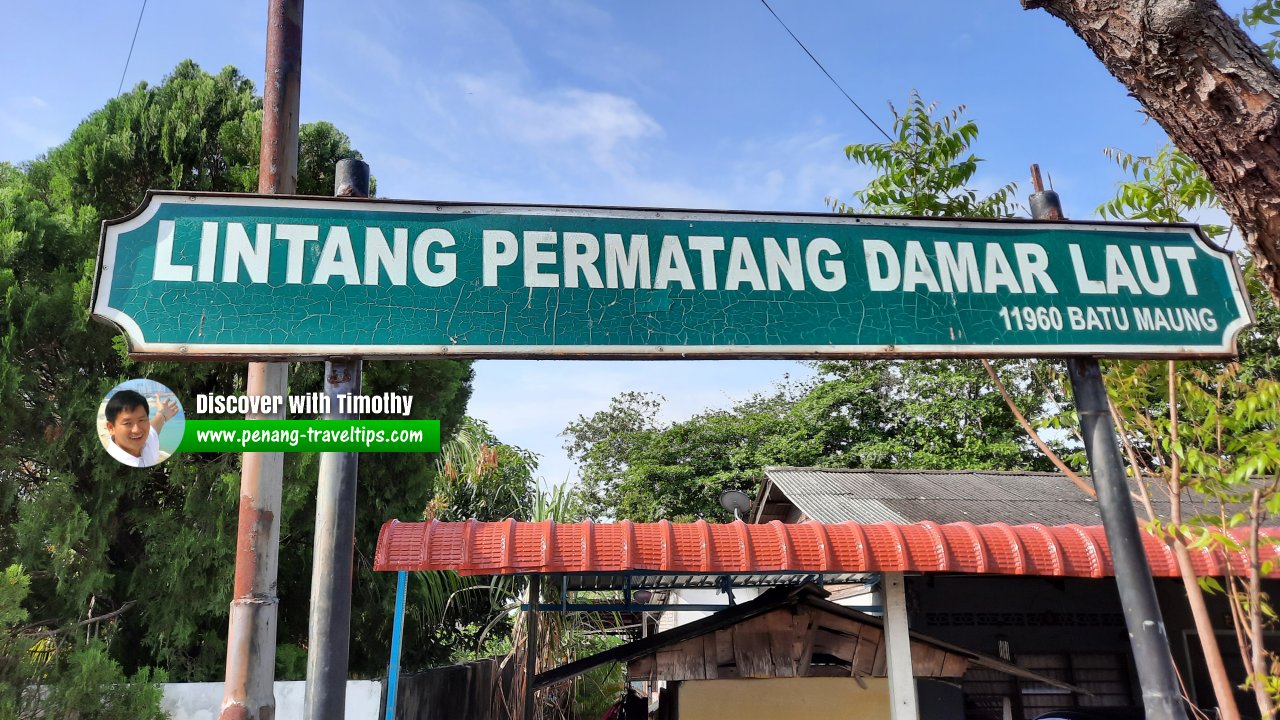 LINTANG PERMATANG DAMAR LAUT
11960 BATU MAUNG
Discover with Timothy
www.penang-traveltips.com